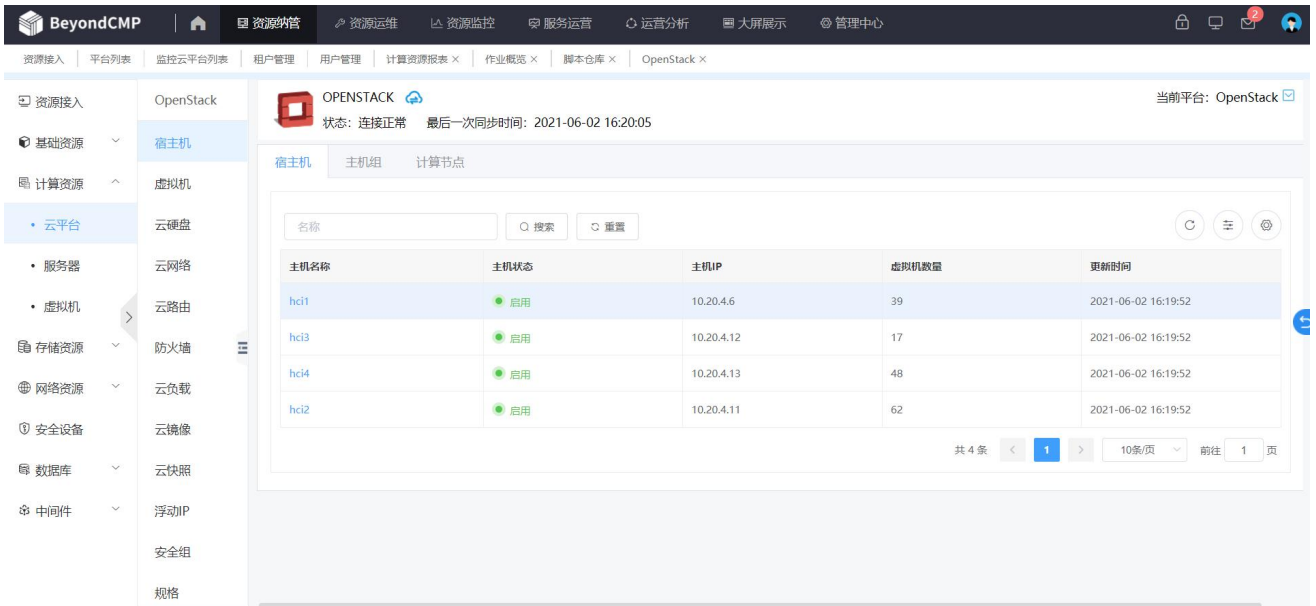 BeyondCMP 资源纳管 资源运维 资源监控 服务运营 运营分析 大屏展示 管理中心 2
资源接入 平台列表 监控云平台列表 租户管理 用户管理 计算资源报表 × 作业概览 × 脚本仓库 × OpenStack ×
资源接入
基础资源
计算资源
云平台
服务器
虚拟机
存储资源
网络资源
安全设备
数据库
中间件
OpenStack
宿主机
虚拟机
云硬盘
云网络
云路由
防火墙
云负载
云镜像
云快照
浮动IP
安全组
规格
OPENSTACK
当前平台：OpenStack
状态：连接正常 最后一次同步时间：2021-06-02 16:20:05
宿主机 主机组 计算节点
名称 搜索 重置
主机名称 主机状态 主机IP 虚拟机数量 更新时间
hci1 启用 10.20.4.6 39 2021-06-02 16:19:52
hci3 启用 10.20.4.12 17 2021-06-02 16:19:52
hci4 启用 10.20.4.13 48 2021-06-02 16:19:52
hci2 启用 10.20.4.11 62 2021-06-02 16:19:52
共 4 条 < 1 > 10条/页 前往 1 页